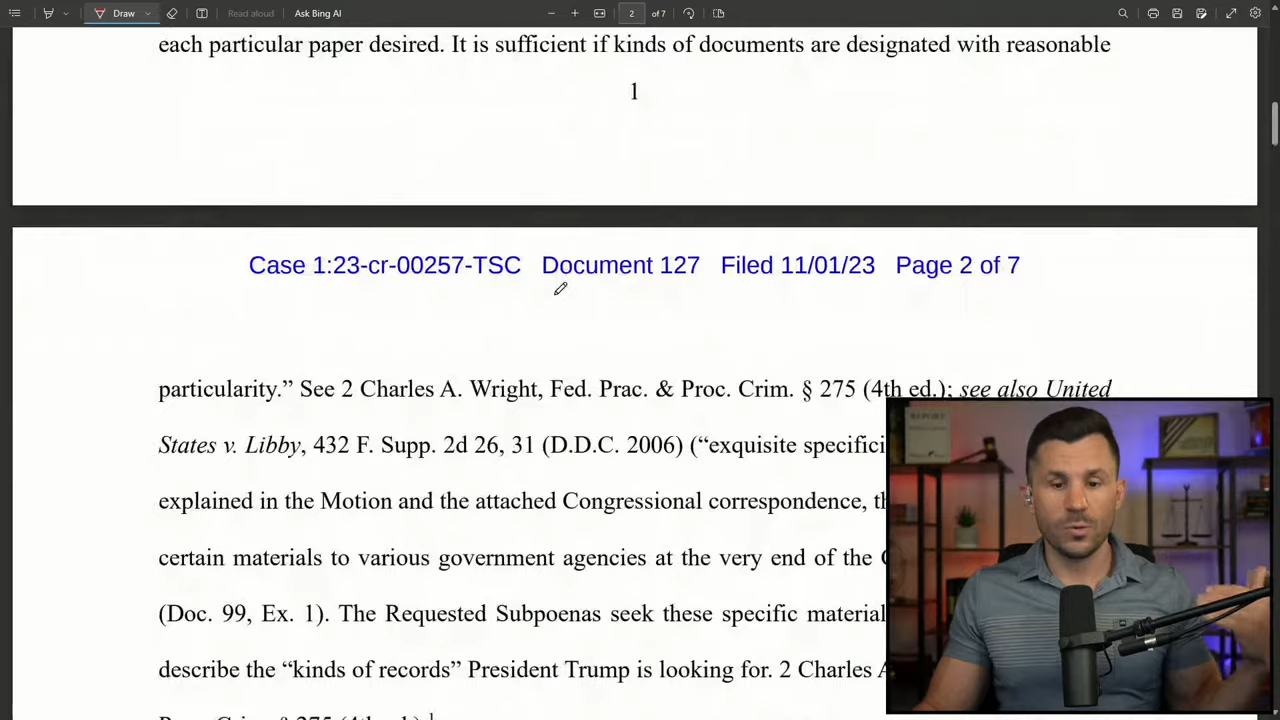 Draw Read aloud Ask Bing AI 2 of 7
each particular paper desired. It is sufficient if kinds of documents are designated with reasonable
1
Case 1:23-cr-00257-TSC Document 127 Filed 11/01/23 Page 2 of 7
particularity.” See 2 Charles A. Wright, Fed. Prac. & Proc. Crim. § 275 (4th ed.); see also United
States v. Libby, 432 F. Supp. 2d 26, 31 (D.D.C. 2006) (“exquisite
explained in the Motion and the attached Congressional correspondence,
certain materials to various government agencies at the very end of the
(Doc. 99, Ex. 1). The Requested Subpoenas seek these specific
describe the “kinds of records” President Trump is looking for. 2 Charles
REPORT